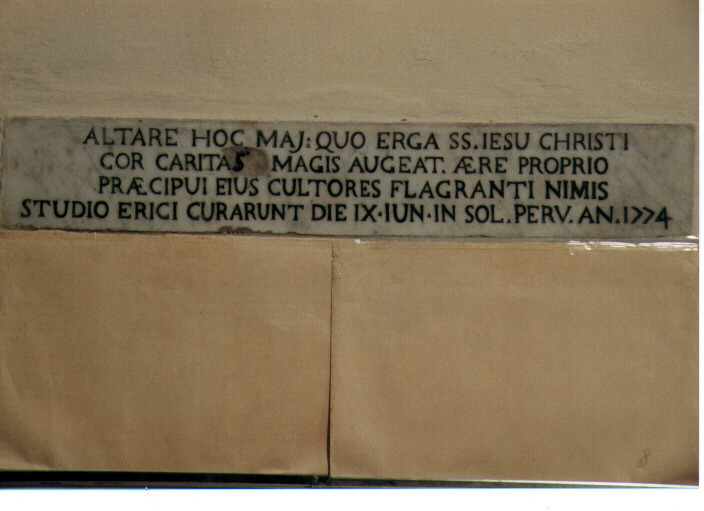 ALTARE HOC MAJ: QUO ERGA SS. IESU CHRISTI
COR CARITAS MAGIS AUGEAT. ÆRE PROPRIO
PRÆCIPUI EIUS CULTORES FLAGRANTI NIMIS
STUDIO ERICI CURARUNT DIE IX·IUN·IN SOL. PERV. AN. 1774
8